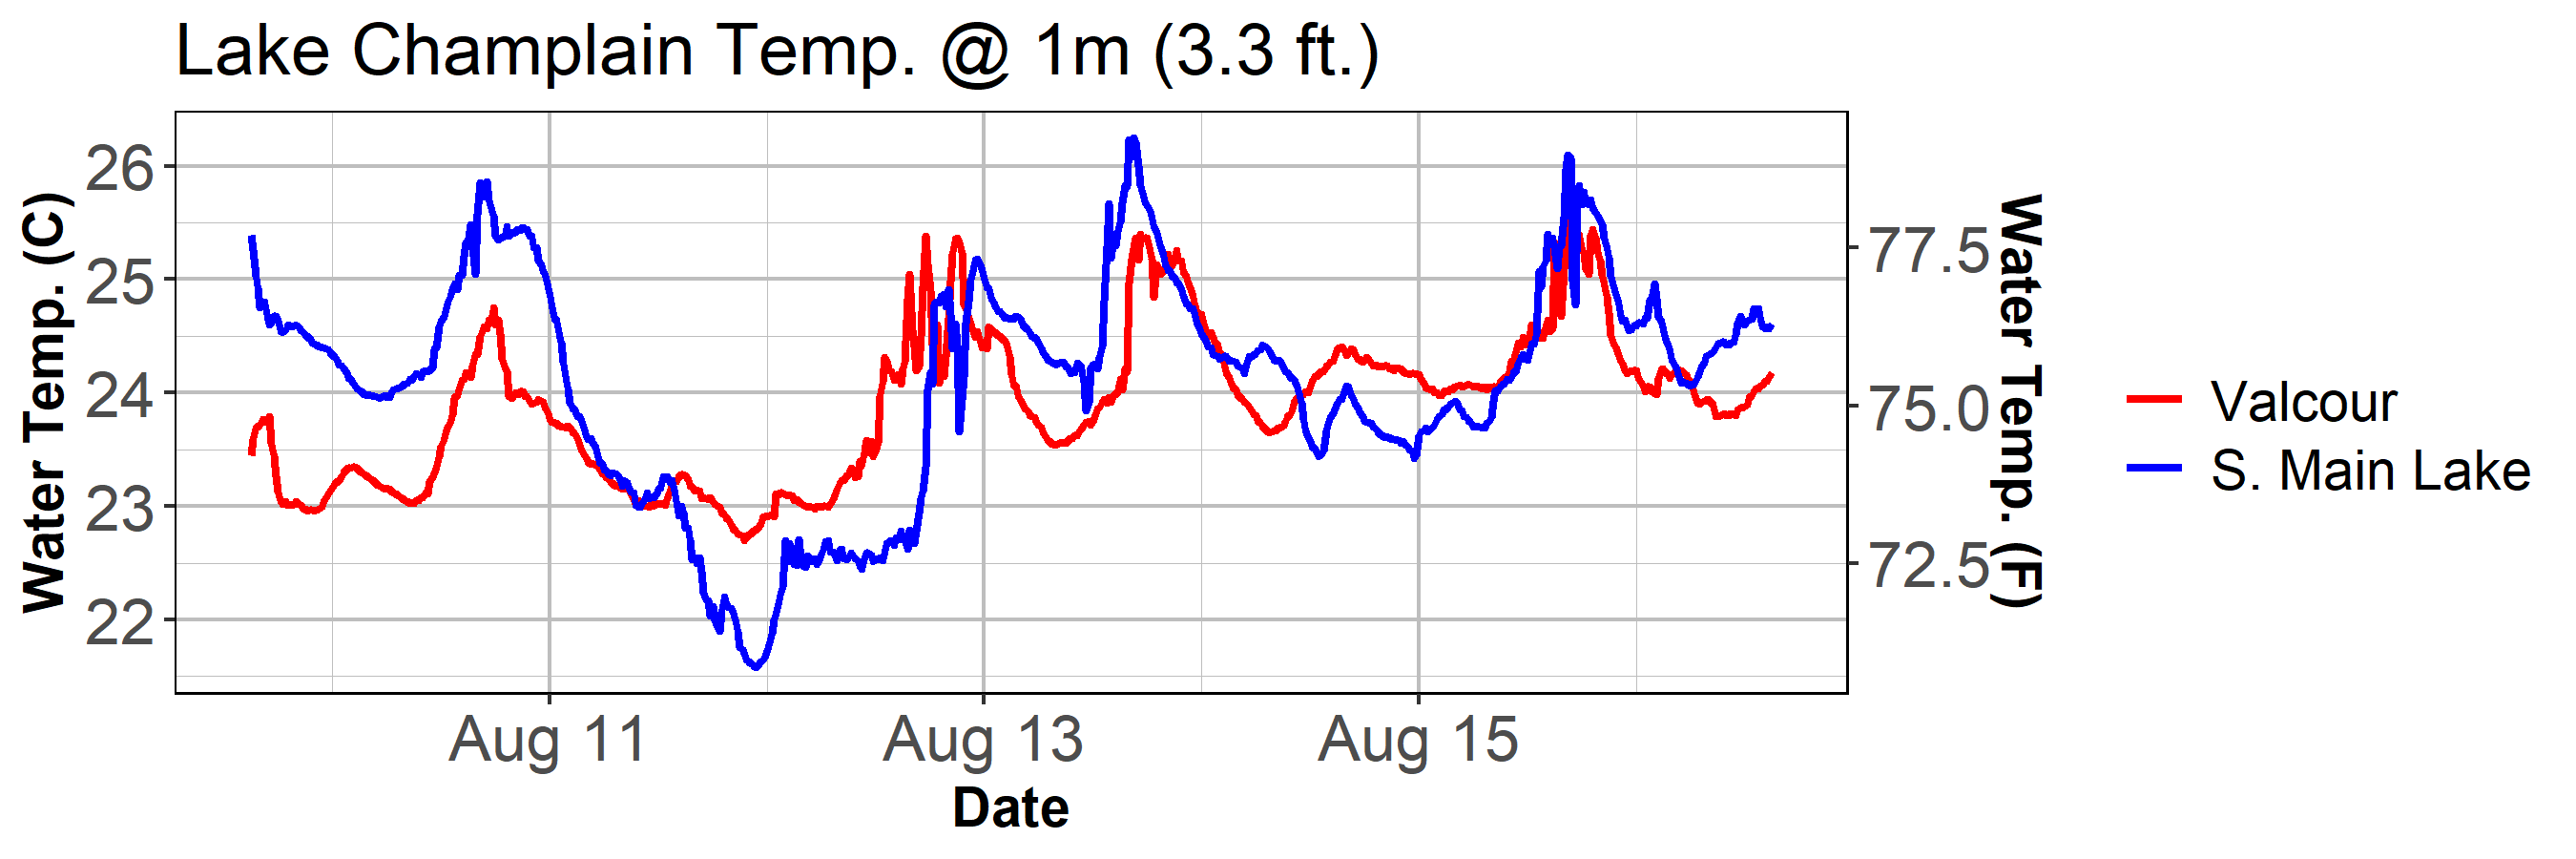 Lake Champlain Temp. @ 1m (3.3 ft.)
Water Temp. (C)
26
25
24
23
22
77.5
75.0
72.5
Water Temp. (F)
Aug 11
Aug 13
Aug 15
Date
Valcour
S. Main Lake